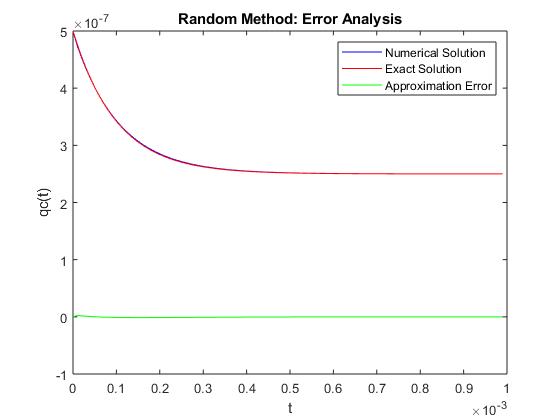 Random Method: Error Analysis
×10^-7
5
4
3
2
1
0
-1
qc(t)
Numerical Solution
Exact Solution
Approximation Error
0 0.1 0.2 0.3 0.4 0.5 0.6 0.7 0.8 0.9 1
t
×10^-3